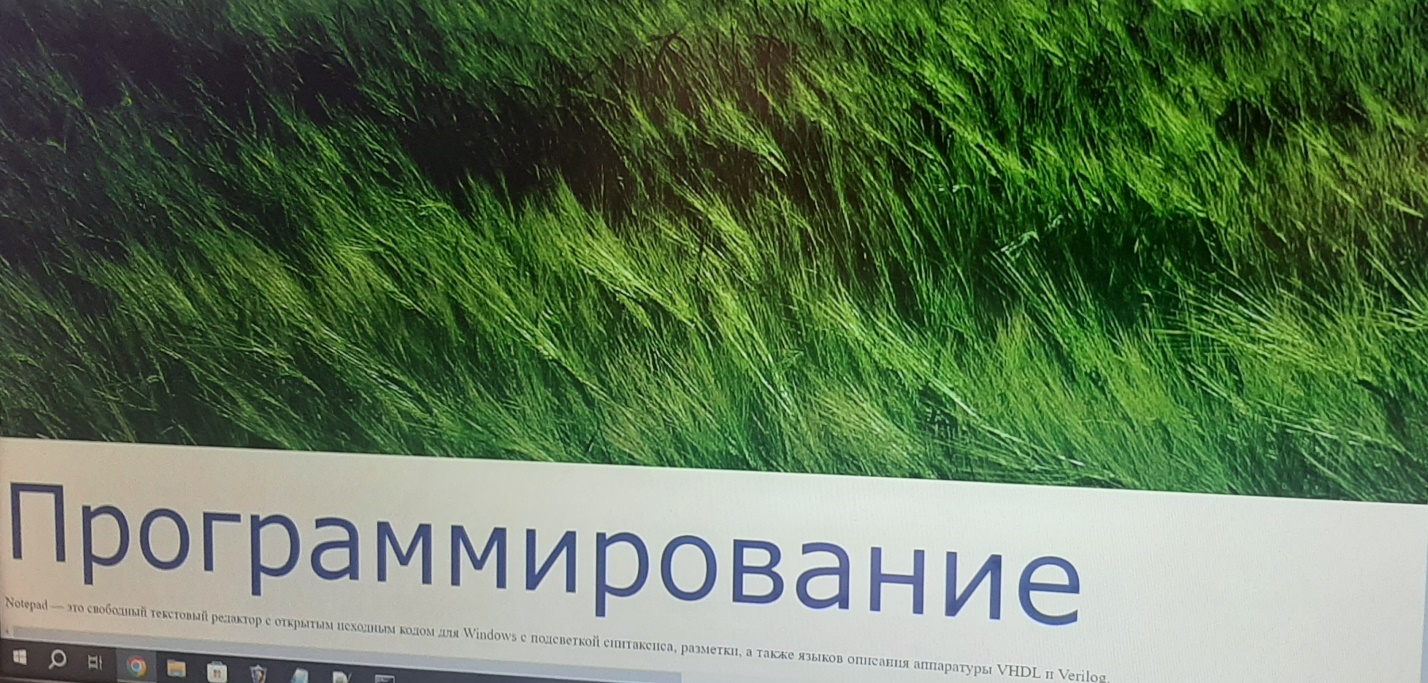 Программирование
Notepad — это свободный текстовый редактор с открытым исходным кодом для Windows с подсветкой синтаксиса, разметки, а также языков описания аппаратуры VHDL и Verilog.